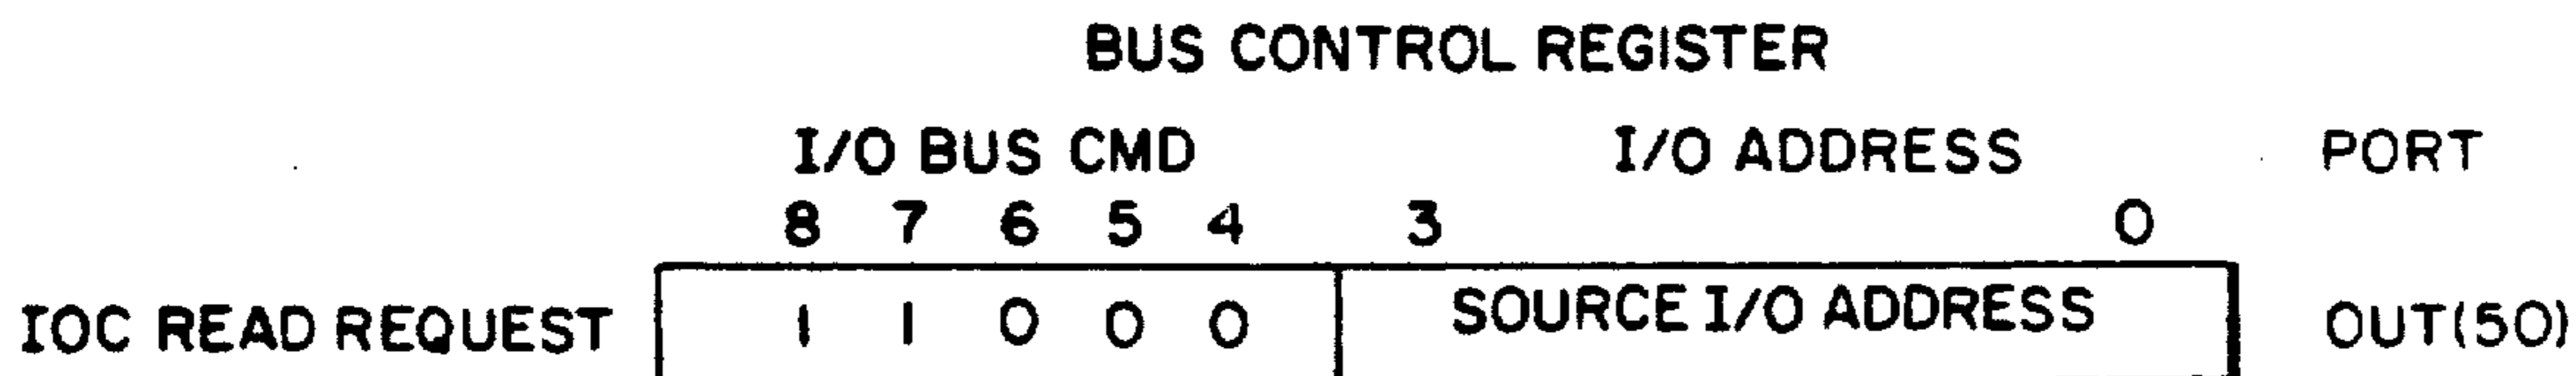 BUS CONTROL REGISTER
I/O BUS CMD I/O ADDRESS PORT
8 7 6 5 4 3 0
IOC READ REQUEST 1 1 0 0 0 SOURCE I/O ADDRESS OUT(50)